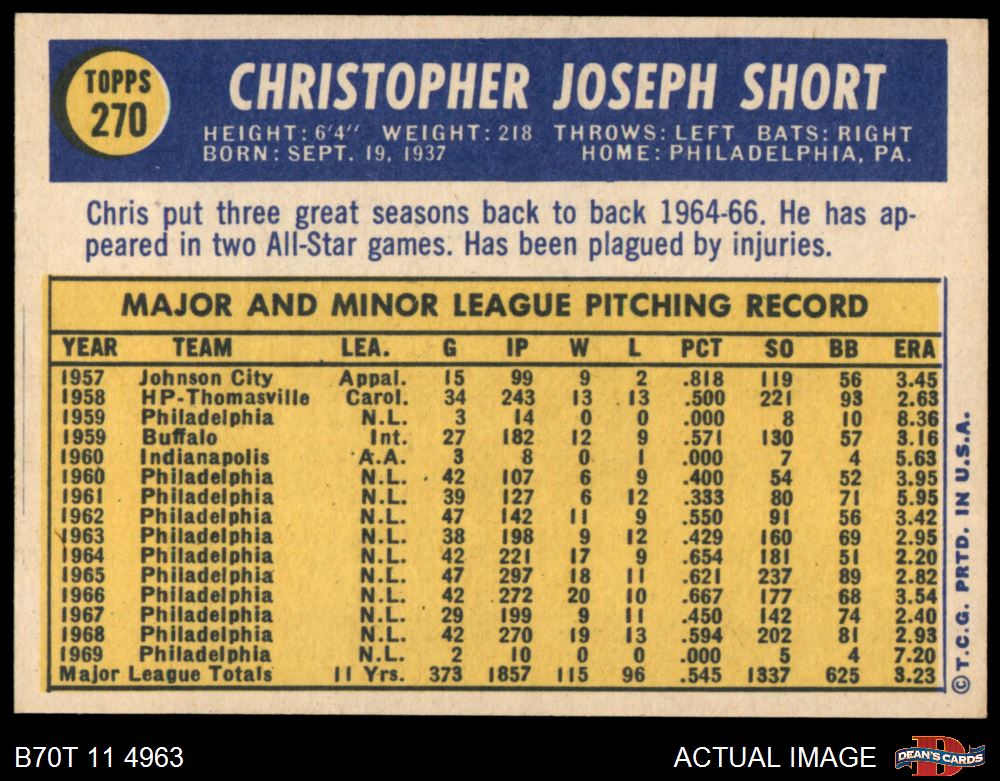 TOPPS
270
CHRISTOPHER JOSEPH SHORT
HEIGHT: 6'4" WEIGHT: 218 THROWS: LEFT BATS: RIGHT
BORN: SEPT. 19, 1937 HOME: PHILADELPHIA, PA.
Chris put three great seasons back to back 1964-66. He has ap-
peared in two All-Star games. Has been plagued by injuries.
MAJOR AND MINOR LEAGUE PITCHING RECORD
YEAR TEAM LEA. G IP W L PCT SO BB ERA
1957 Johnson City Appal. 15 99 9 2 .818 119 56 3.45
1958 HP-Thomasville Carol. 34 243 13 13 .500 221 93 2.63
1959 Philadelphia N.L. 3 14 0 0 .000 8 10 8.36
1959 Buffalo Int. 27 182 12 9 .571 130 57 3.16
1960 Indianapolis A.A. 3 8 0 1 .000 7 4 5.63
1960 Philadelphia N.L. 42 107 6 9 .400 54 52 3.95
1961 Philadelphia N.L. 39 127 6 12 .333 80 71 5.95
1962 Philadelphia N.L. 47 142 11 9 .550 91 56 3.42
1963 Philadelphia N.L. 38 198 9 12 .429 160 69 2.95
1964 Philadelphia N.L. 42 221 17 9 .654 181 51 2.20
1965 Philadelphia N.L. 47 297 18 11 .621 237 89 2.82
1966 Philadelphia N.L. 42 272 20 10 .667 177 68 3.54
1967 Philadelphia N.L. 29 199 9 11 .450 142 74 2.40
1968 Philadelphia N.L. 42 270 19 13 .594 202 81 2.93
1969 Philadelphia N.L. 2 10 0 0 .000 5 4 7.20
Major League Totals 11 Yrs. 373 1857 115 96 .545 1337 625 3.23
©T.C.G. PRTD. IN U.S.A.
B70T 11 4963 ACTUAL IMAGE
D
DEAN'S CARDS